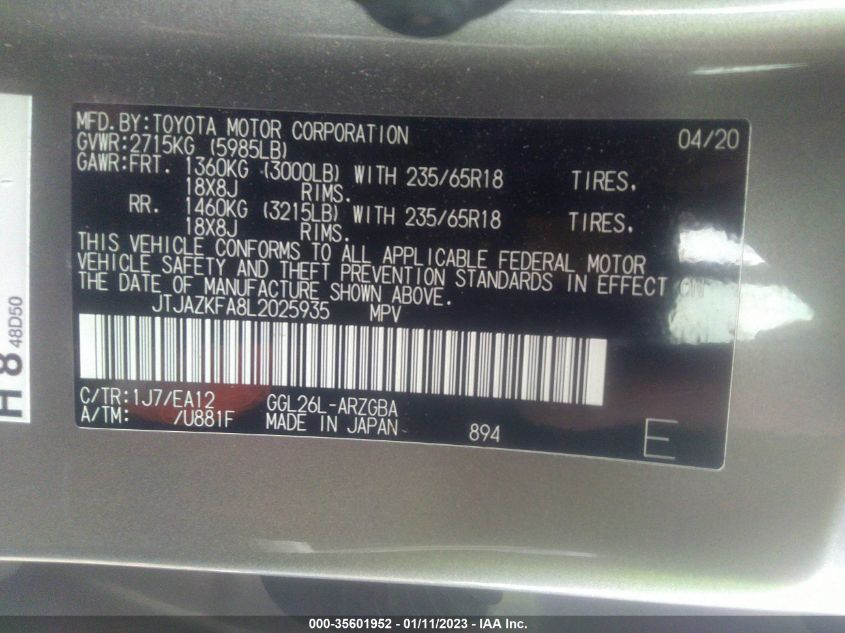 MFD.BY:TOYOTA MOTOR CORPORATION 04/20
GVWR:2715KG (5985LB)
GAWR:FRT. 1360KG (3000LB) WITH 235/65R18 TIRES.
18X8J RIMS.
RR. 1460KG (3215LB) WITH 235/65R18 TIRES.
18X8J RIMS.
THIS VEHICLE CONFORMS TO ALL APPLICABLE FEDERAL MOTOR
VEHICLE SAFETY AND THEFT PREVENTION STANDARDS IN EFFECT ON
THE DATE OF MANUFACTURE SHOWN ABOVE.
JTJAZKFA8L2025935 MPV
C/TR:1J7/EA12 GGL26L-ARZGBA
A/TM: /U881F MADE IN JAPAN 894 E
H 8 48D50
000-35601952 - 01/11/2023 - IAA Inc.